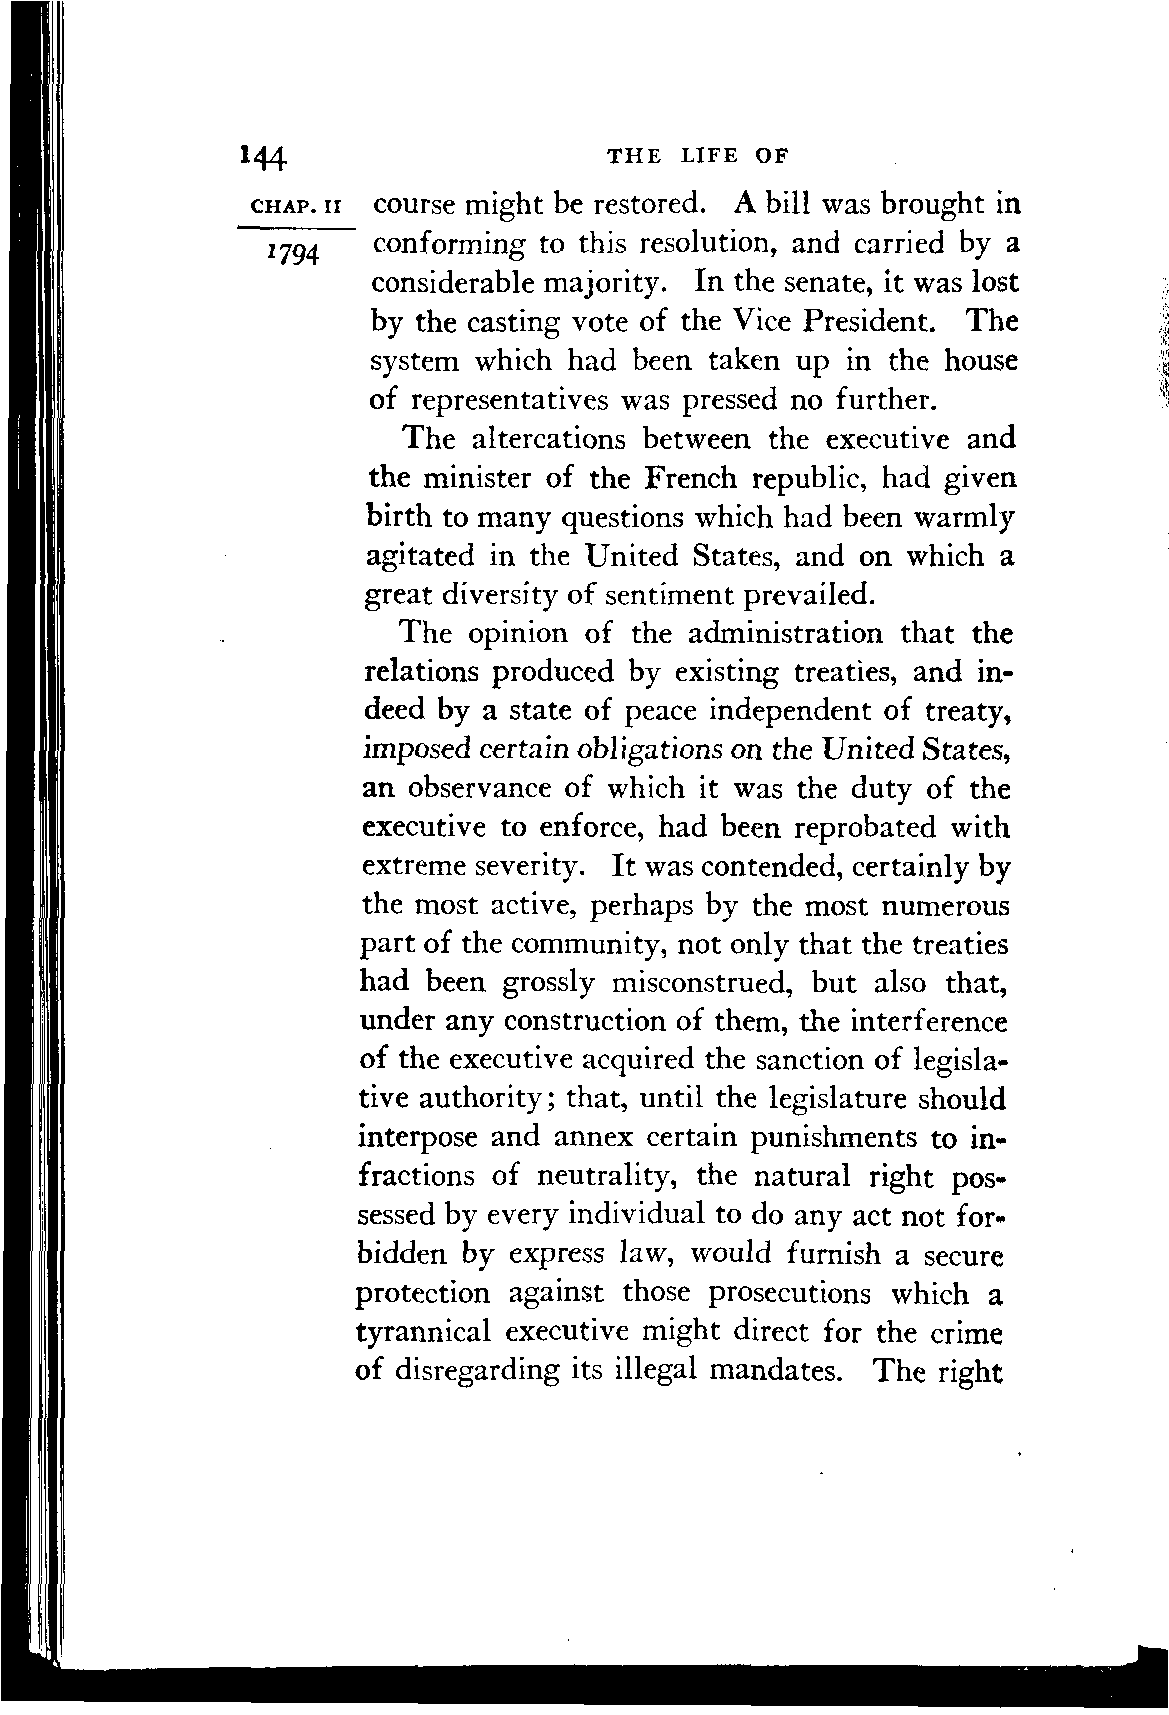 144 THE LIFE OF
CHAP. II course might be restored. A bill was brought in
1794 conforming to this resolution, and carried by a
considerable majority. In the senate, it was lost
by the casting vote of the Vice President. The
system which had been taken up in the house
of representatives was pressed no further.
The altercations between the executive and
the minister of the French republic, had given
birth to many questions which had been warmly
agitated in the United States, and on which a
great diversity of sentiment prevailed.
The opinion of the administration that the
relations produced by existing treaties, and in-
deed by a state of peace independent of treaty,
imposed certain obligations on the United States,
an observance of which it was the duty of the
executive to enforce, had been reprobated with
extreme severity. It was contended, certainly by
the most active, perhaps by the most numerous
part of the community, not only that the treaties
had been grossly misconstrued, but also that,
under any construction of them, the interference
of the executive acquired the sanction of legisla-
tive authority; that, until the legislature should
interpose and annex certain punishments to in-
fractions of neutrality, the natural right pos-
sessed by every individual to do any act not for-
bidden by express law, would furnish a secure
protection against those prosecutions which a
tyrannical executive might direct for the crime
of disregarding its illegal mandates. The right